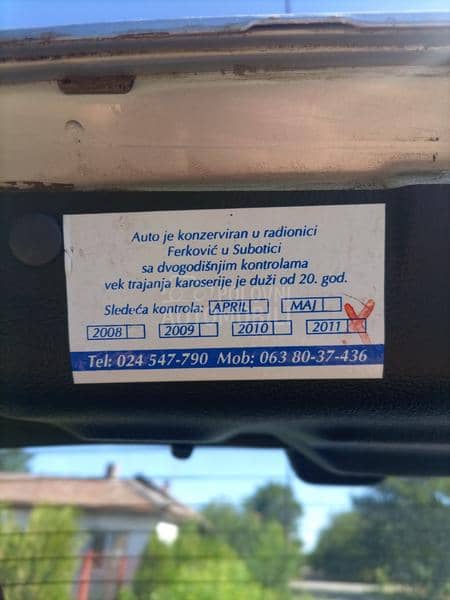 Auto je konzerviran u radionici
Ferković u Subotici
sa dvogodišnjim kontrolama
vek trajanja karoserije je duži od 20. god.
Sledeća kontrola: APRIL MAJ
2008 2009 2010 2011
Tel: 024 547-790 Mob: 063 80-37-436